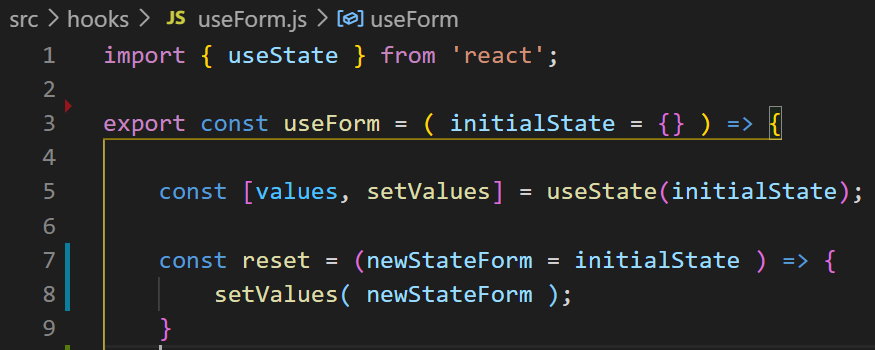 src > hooks > JS useForm.js > useForm
1 import { useState } from 'react';
2
3 export const useForm = ( initialState = {} ) => {
4
5 const [values, setValues] = useState(initialState);
6
7 const reset = (newStateForm = initialState ) => {
8 setValues( newStateForm );
9 }